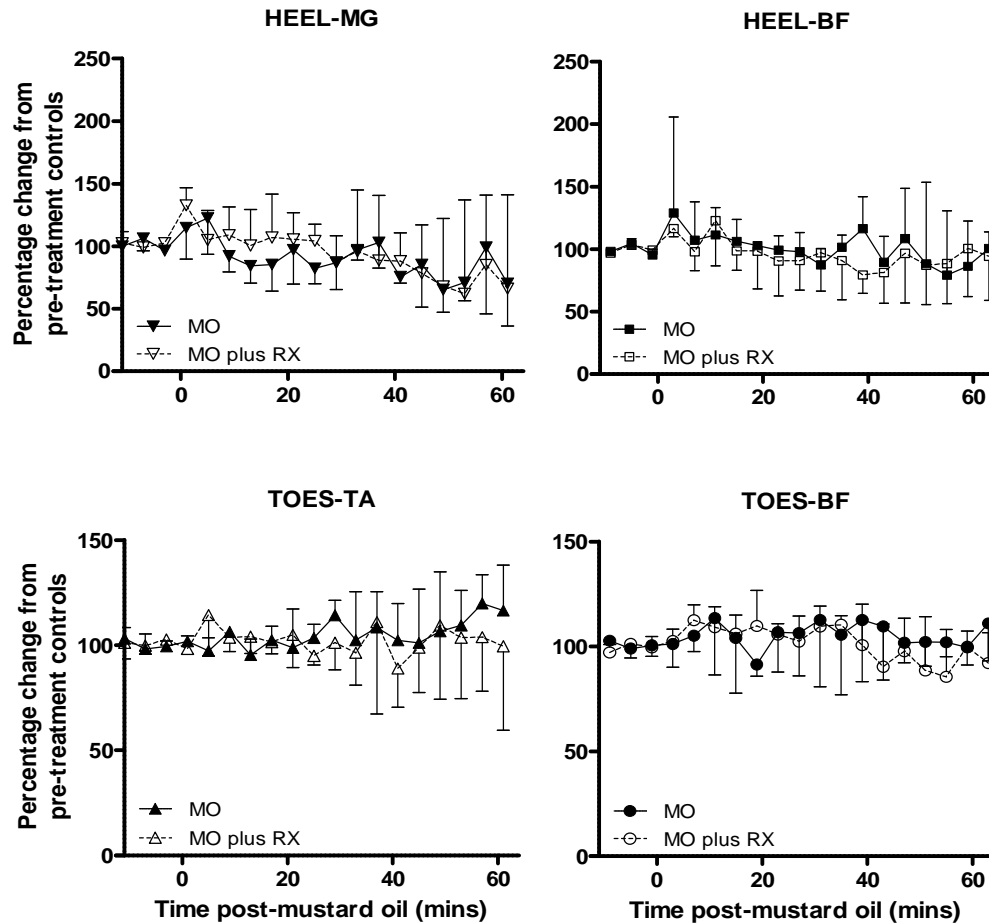 HEEL-MG
250
200
150
100
50
0
0
20
40
60
Percentage change from
pre-treatment controls
MO
MO plus RX
HEEL-BF
250
200
150
100
50
0
0
20
40
60
MO
MO plus RX
TOES-TA
150
100
50
0
0
20
40
60
Percentage change from
pre-treatment controls
MO
MO plus RX
Time post-mustard oil (mins)
TOES-BF
150
100
50
0
0
20
40
60
MO
MO plus RX
Time post-mustard oil (mins)